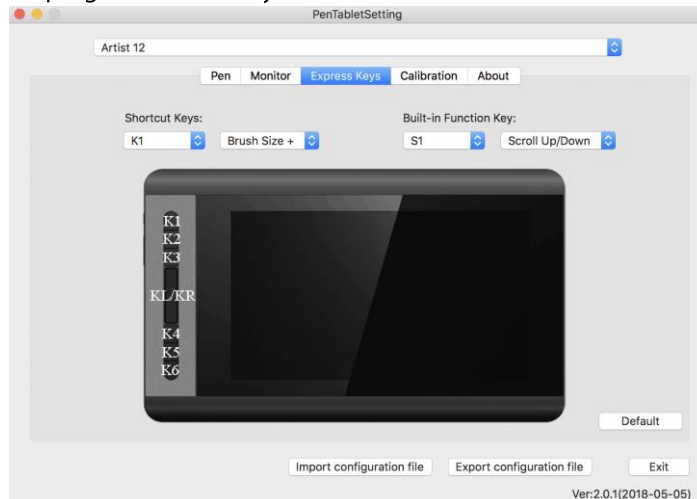 PenTabletSetting
Artist 12
Pen Monitor Express Keys Calibration About
Shortcut Keys: Built-in Function Key:
K1 Brush Size + S1 Scroll Up/Down
K1
K2
K3
KL/KR
K4
K5
K6
Default
Import configuration file Export configuration file Exit
Ver:2.0.1(2018-05-05)